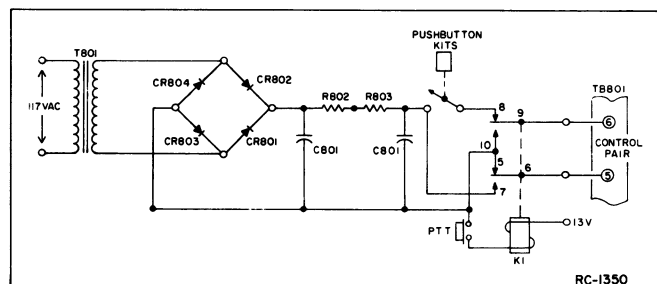 PUSHBUTTON
KITS
T801
TB801
CR804
CR802
117VAC
R802
R803
8
9
6
CONTROL
PAIR
CR803
CR801
C801
C801
10
5
6
5
7
PTT
13V
K1
RC-1350